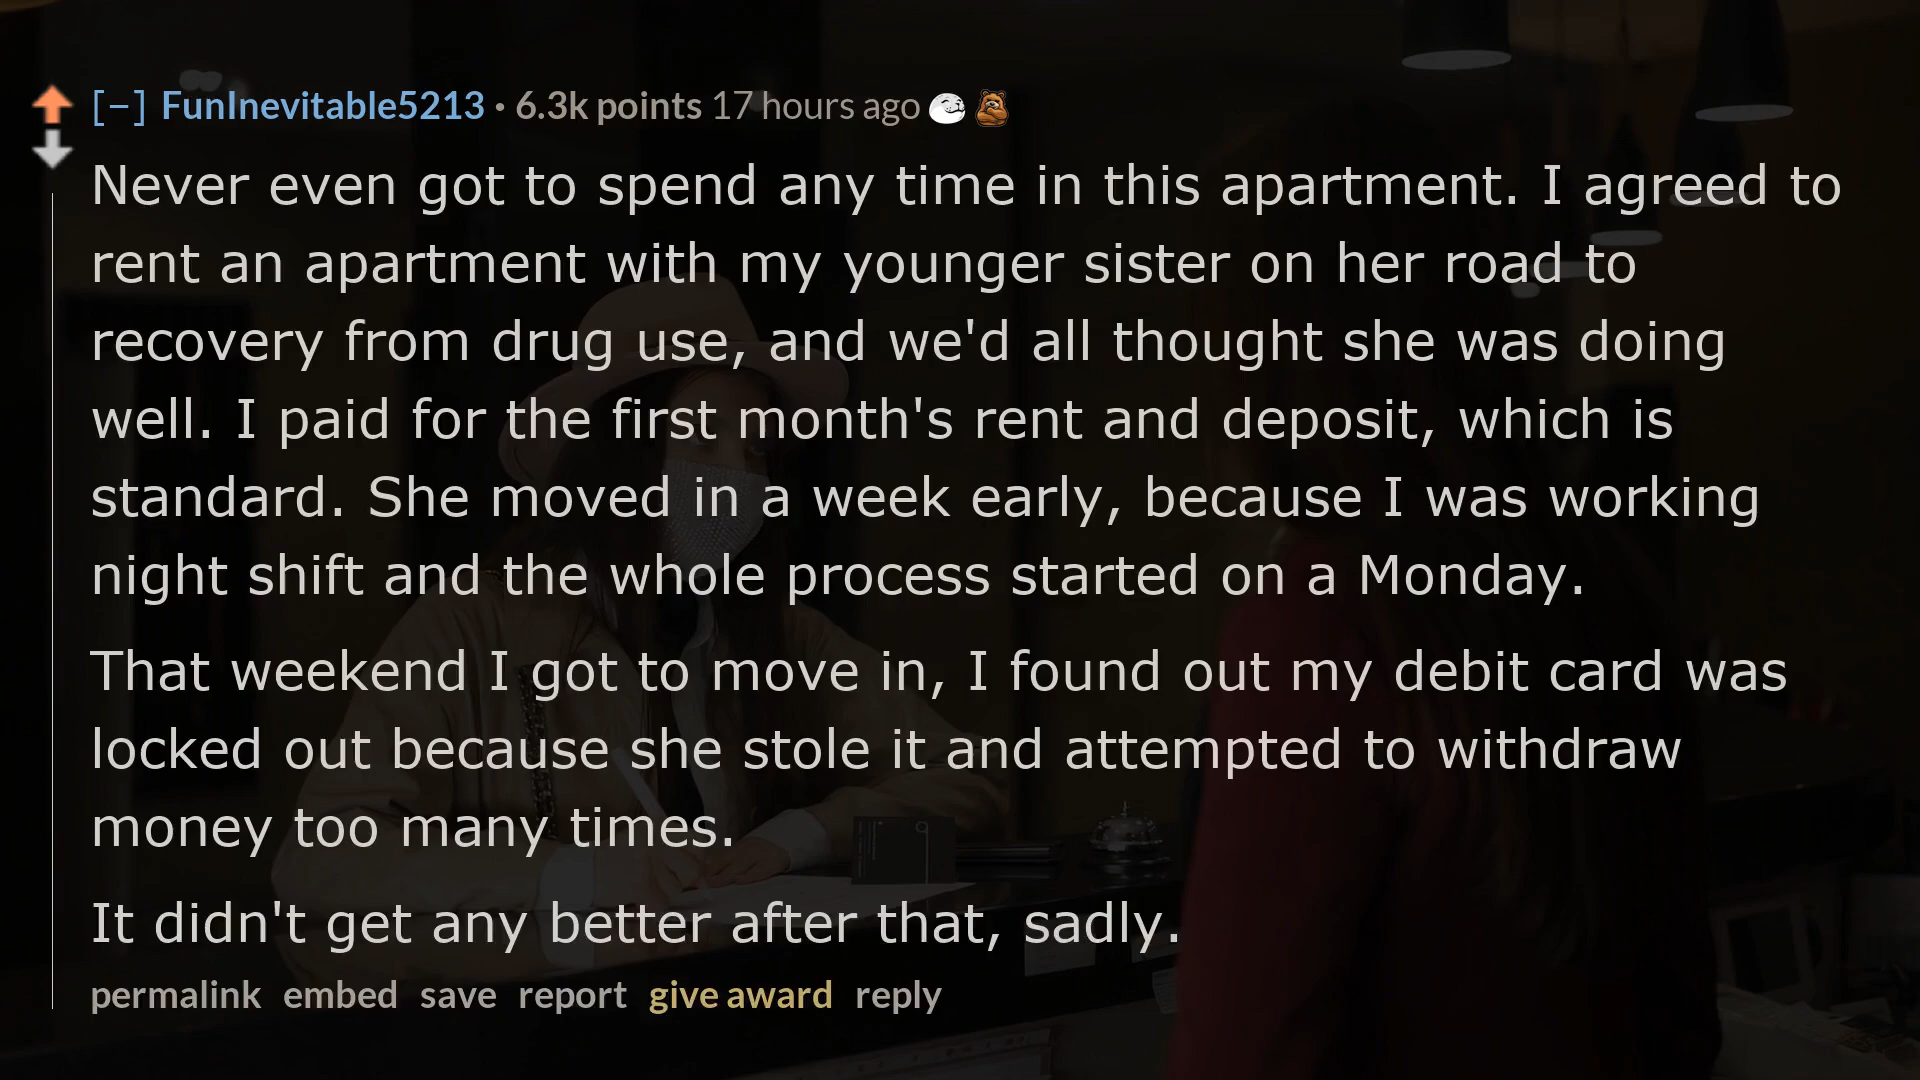 [–] FunInevitable5213 · 6.3k points 17 hours ago
Never even got to spend any time in this apartment. I agreed to
rent an apartment with my younger sister on her road to
recovery from drug use, and we'd all thought she was doing
well. I paid for the first month's rent and deposit, which is
standard. She moved in a week early, because I was working
night shift and the whole process started on a Monday.
That weekend I got to move in, I found out my debit card was
locked out because she stole it and attempted to withdraw
money too many times.
It didn't get any better after that, sadly.
permalink embed save report give award reply